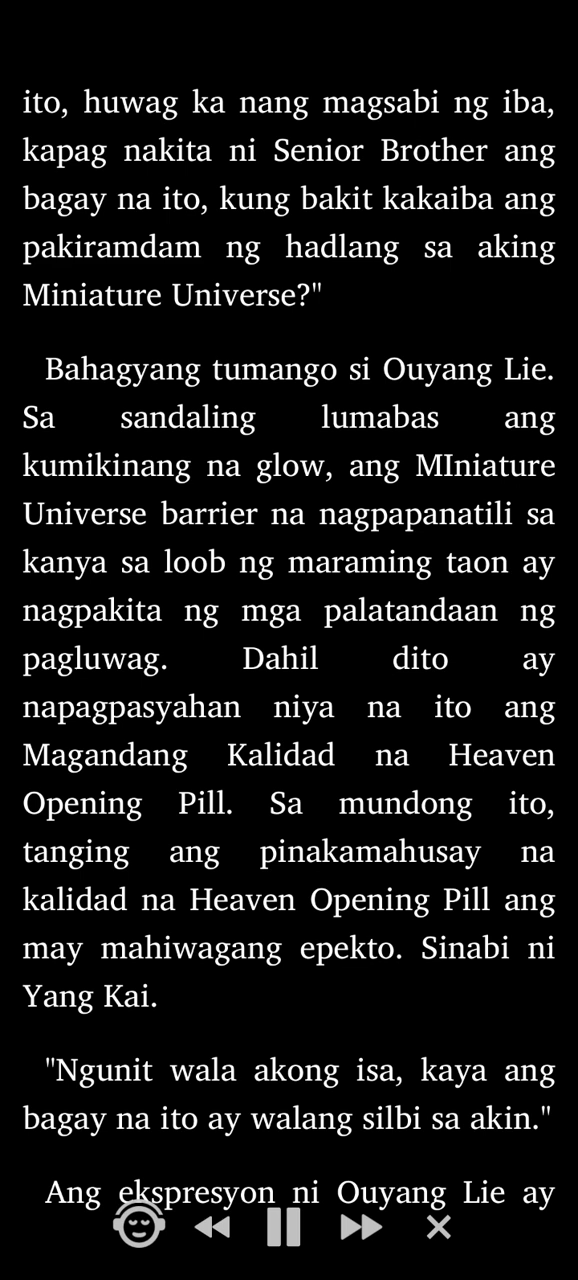 ito, huwag ka nang magsabi ng iba,
kapag nakita ni Senior Brother ang
bagay na ito, kung bakit kakaiba ang
pakiramdam ng hadlang sa aking
Miniature Universe?"
Bahagyang tumango si Ouyang Lie.
Sa sandaling lumabas ang
kumikinang na glow, ang MIniature
Universe barrier na nagpapanatili sa
kanya sa loob ng maraming taon ay
nagpakita ng mga palatandaan ng
pagluwag. Dahil dito ay
napagpasyahan niya na ito ang
Magandang Kalidad na Heaven
Opening Pill. Sa mundong ito,
tanging ang pinakamahusay na
kalidad na Heaven Opening Pill ang
may mahiwagang epekto. Sinabi ni
Yang Kai.
"Ngunit wala akong isa, kaya ang
bagay na ito ay walang silbi sa akin."
Ang ekspresyon ni Ouyang Lie ay